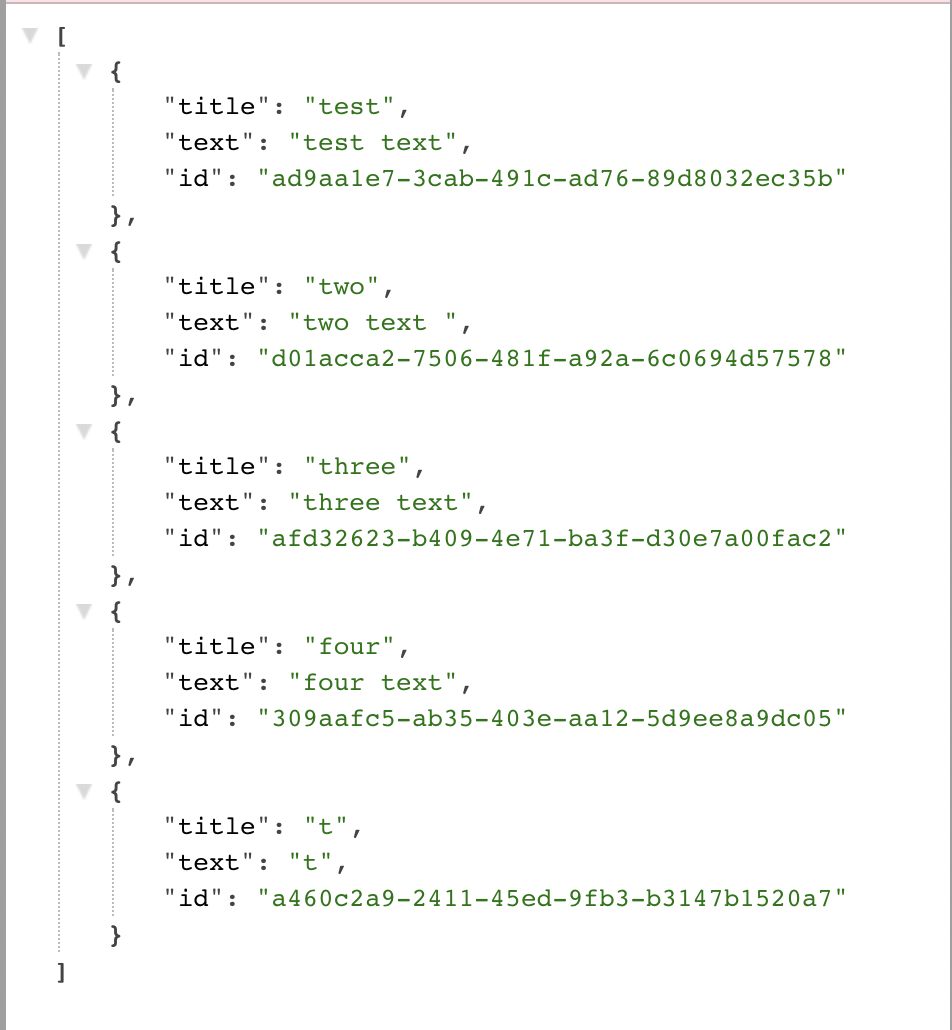 [
{
"title": "test",
"text": "test text",
"id": "ad9aa1e7-3cab-491c-ad76-89d8032ec35b"
},
{
"title": "two",
"text": "two text ",
"id": "d01acca2-7506-481f-a92a-6c0694d57578"
},
{
"title": "three",
"text": "three text",
"id": "afd32623-b409-4e71-ba3f-d30e7a00fac2"
},
{
"title": "four",
"text": "four text",
"id": "309aafc5-ab35-403e-aa12-5d9ee8a9dc05"
},
{
"title": "t",
"text": "t",
"id": "a460c2a9-2411-45ed-9fb3-b3147b1520a7"
}
]